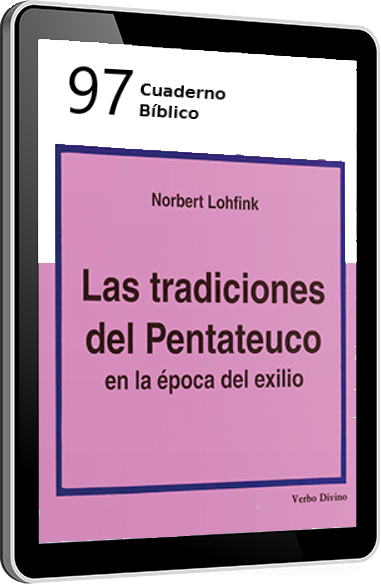 97 Cuaderno
Bíblico
Norbert Lohfink
Las tradiciones
del Pentateuco
en la época del exilio
Verbo Divino